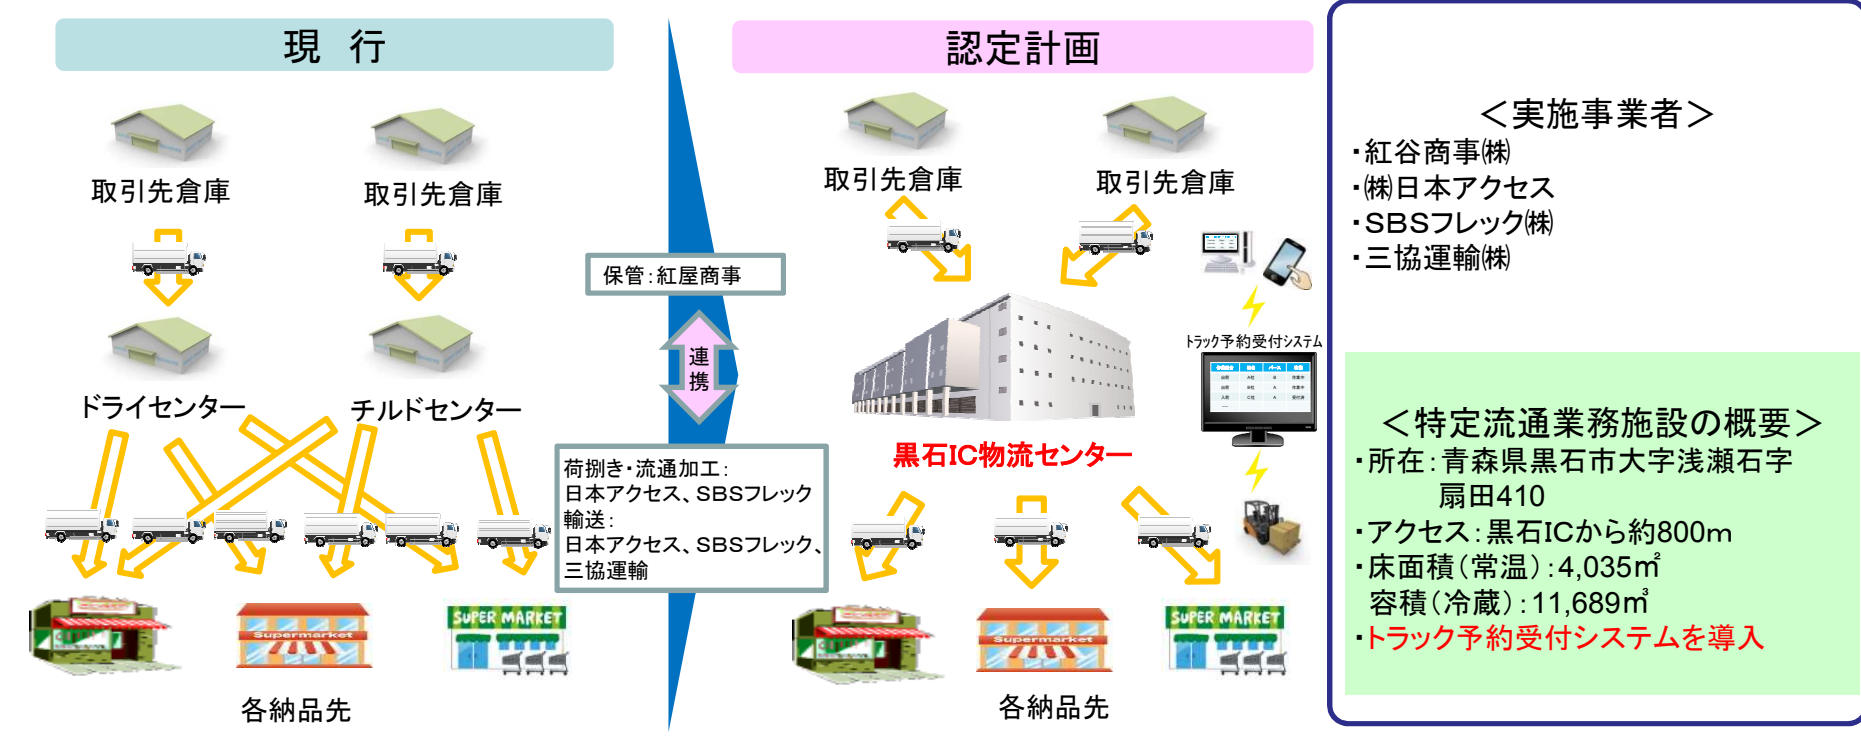 現　行
取引先倉庫
取引先倉庫
ドライセンター
チルドセンター
各納品先
Supermarket
SUPER MARKET
保管：紅屋商事
連
携
荷捌き・流通加工：
日本アクセス、SBSフレック
輸送：
日本アクセス、SBSフレック、
三協運輸
認定計画
取引先倉庫
取引先倉庫
黒石IC物流センター
トラック予約受付システム
Supermarket
SUPER MARKET
各納品先
＜実施事業者＞
・紅谷商事㈱
・㈱日本アクセス
・SBSフレック㈱
・三協運輸㈱
＜特定流通業務施設の概要＞
・所在：青森県黒石市大字浅瀬石字
扇田410
・アクセス：黒石ICから約800m
・床面積（常温）：4,035㎡
容積（冷蔵）：11,689㎥
・トラック予約受付システムを導入